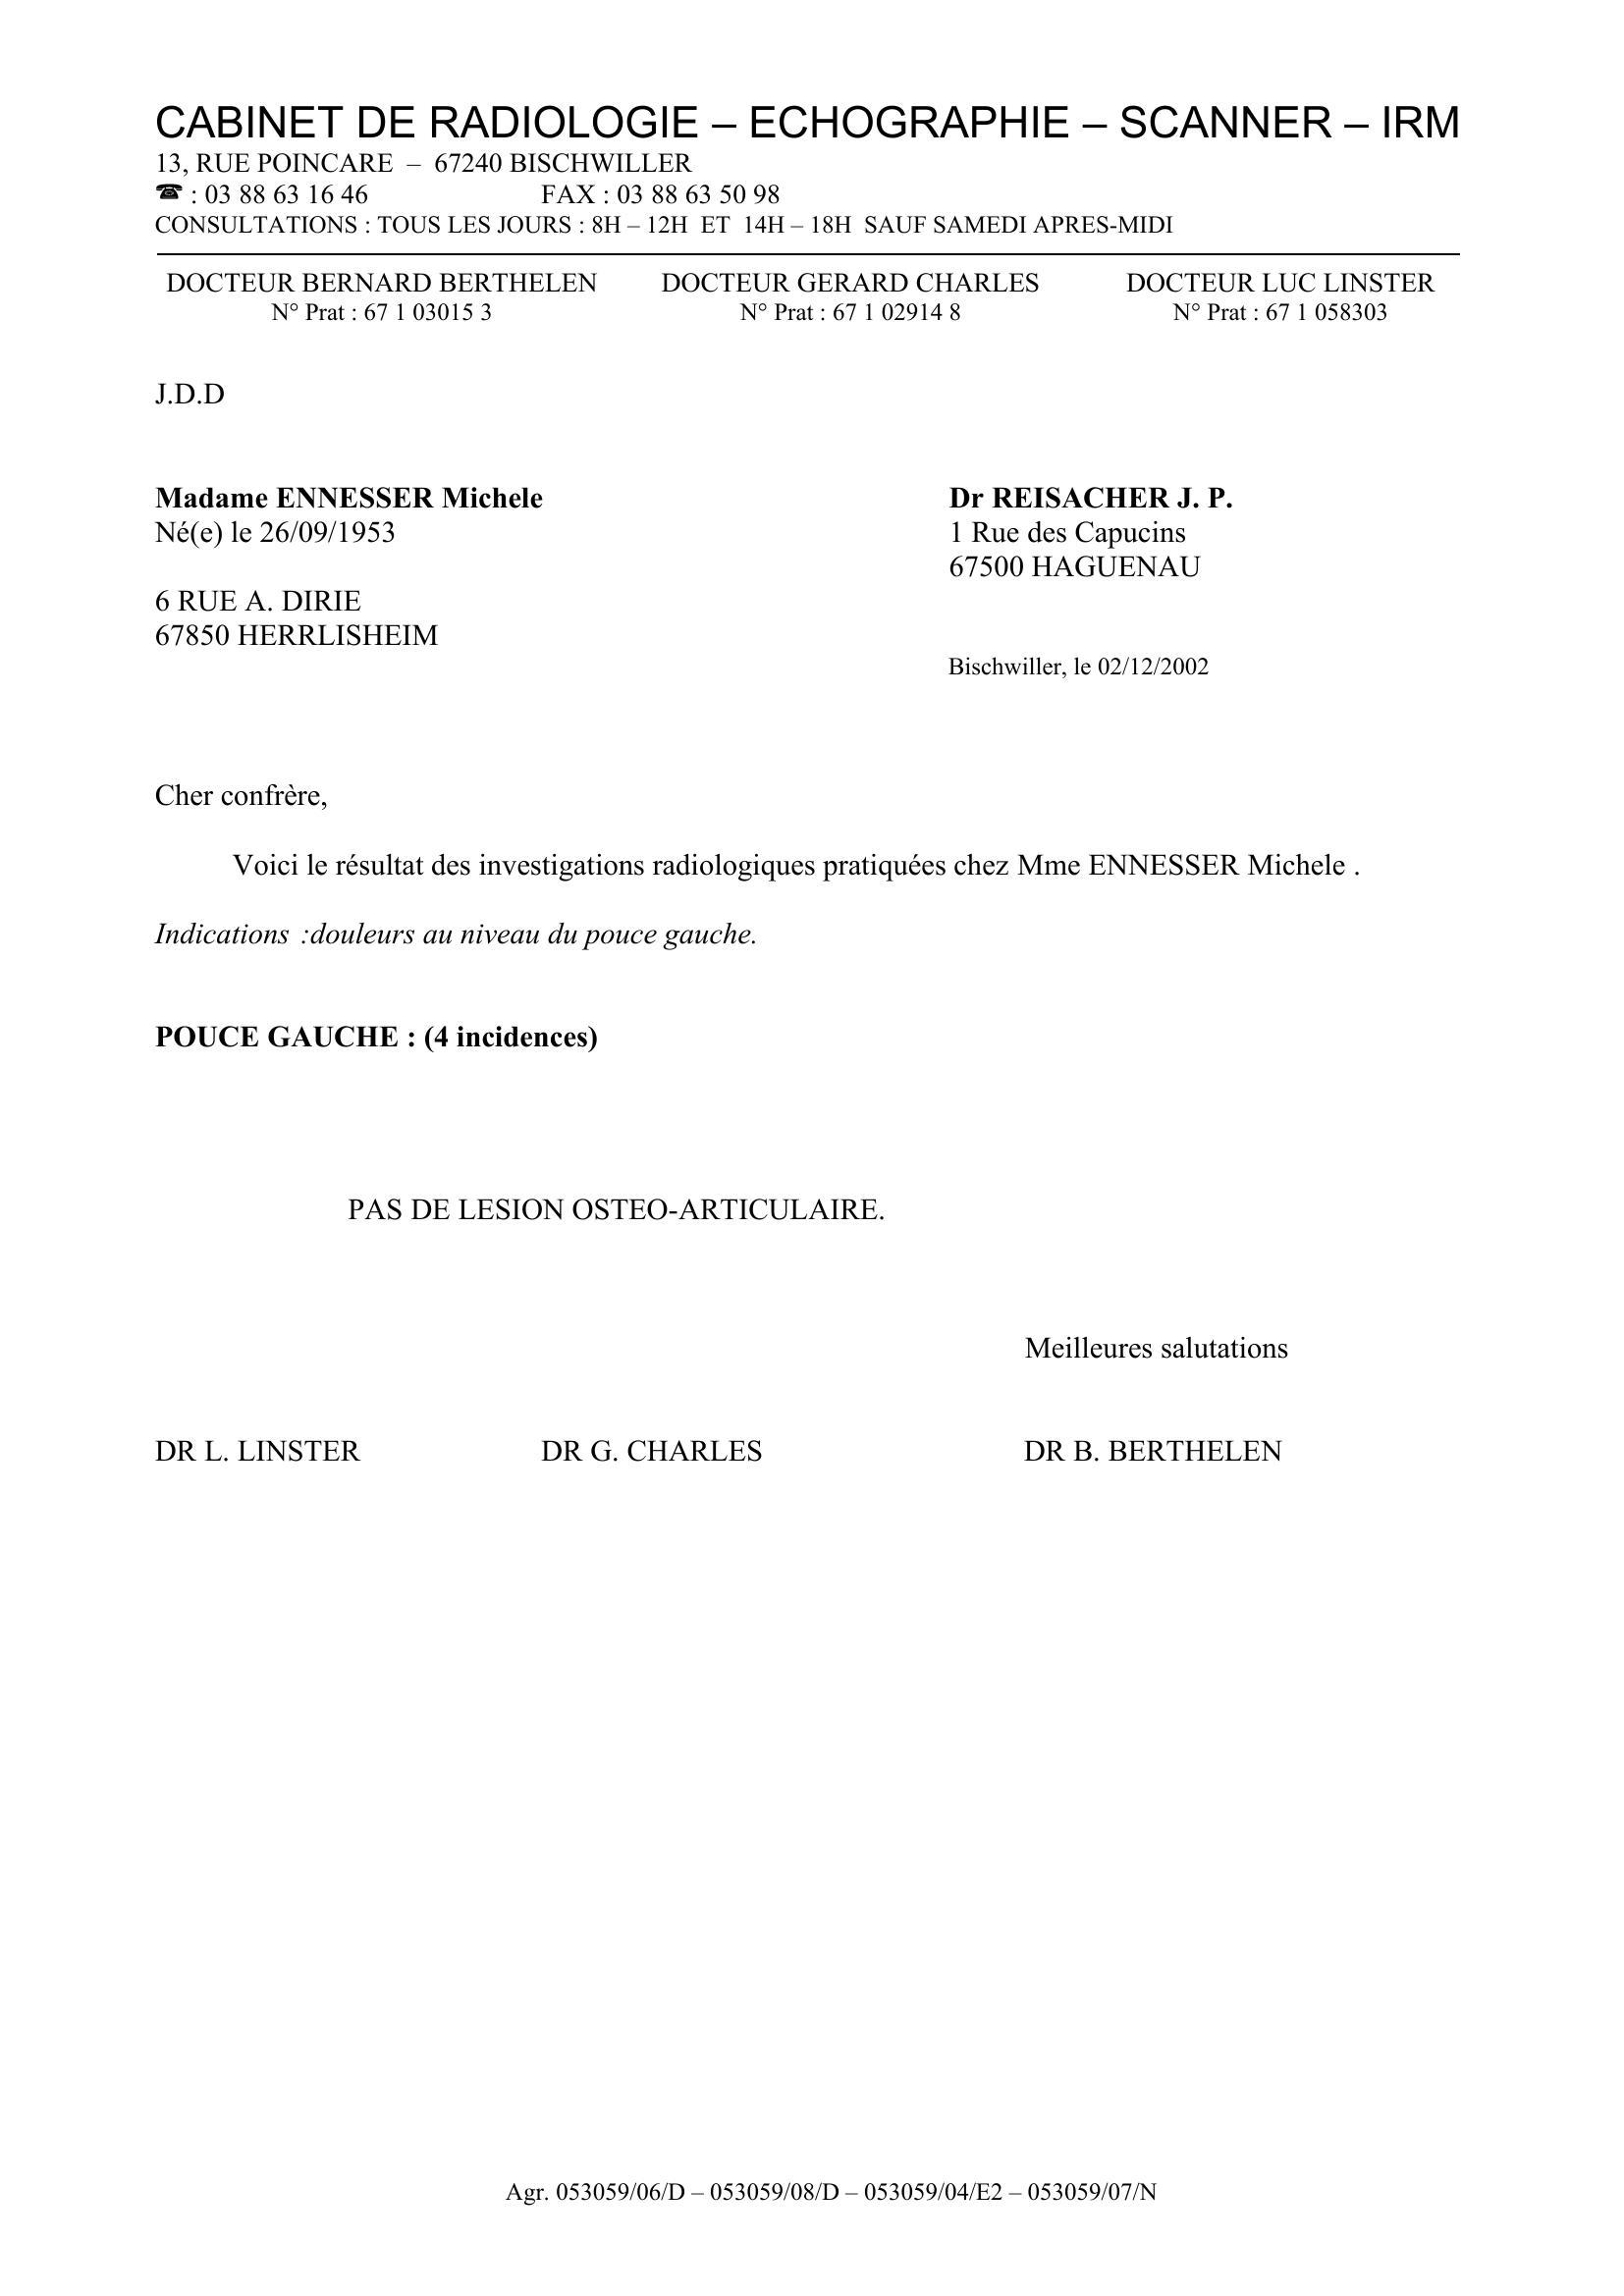 CABINET DE RADIOLOGIE – ECHOGRAPHIE – SCANNER – IRM
13, RUE POINCARE – 67240 BISCHWILLER
☎ : 03 88 63 16 46 FAX : 03 88 63 50 98
CONSULTATIONS : TOUS LES JOURS : 8H – 12H ET 14H – 18H SAUF SAMEDI APRES-MIDI
DOCTEUR BERNARD BERTHELEN DOCTEUR GERARD CHARLES DOCTEUR LUC LINSTER
N° Prat : 67 1 03015 3 N° Prat : 67 1 02914 8 N° Prat : 67 1 058303
J.D.D
Madame ENNESSER Michele
Né(e) le 26/09/1953
6 RUE A. DIRIE
67850 HERRLISHEIM
Dr REISACHER J. P.
1 Rue des Capucins
67500 HAGUENAU
Bischwiller, le 02/12/2002
Cher confrère,
Voici le résultat des investigations radiologiques pratiquées chez Mme ENNESSER Michele .
Indications :douleurs au niveau du pouce gauche.
POUCE GAUCHE : (4 incidences)
PAS DE LESION OSTEO-ARTICULAIRE.
Meilleures salutations
DR L. LINSTER DR G. CHARLES DR B. BERTHELEN
Agr. 053059/06/D – 053059/08/D – 053059/04/E2 – 053059/07/N